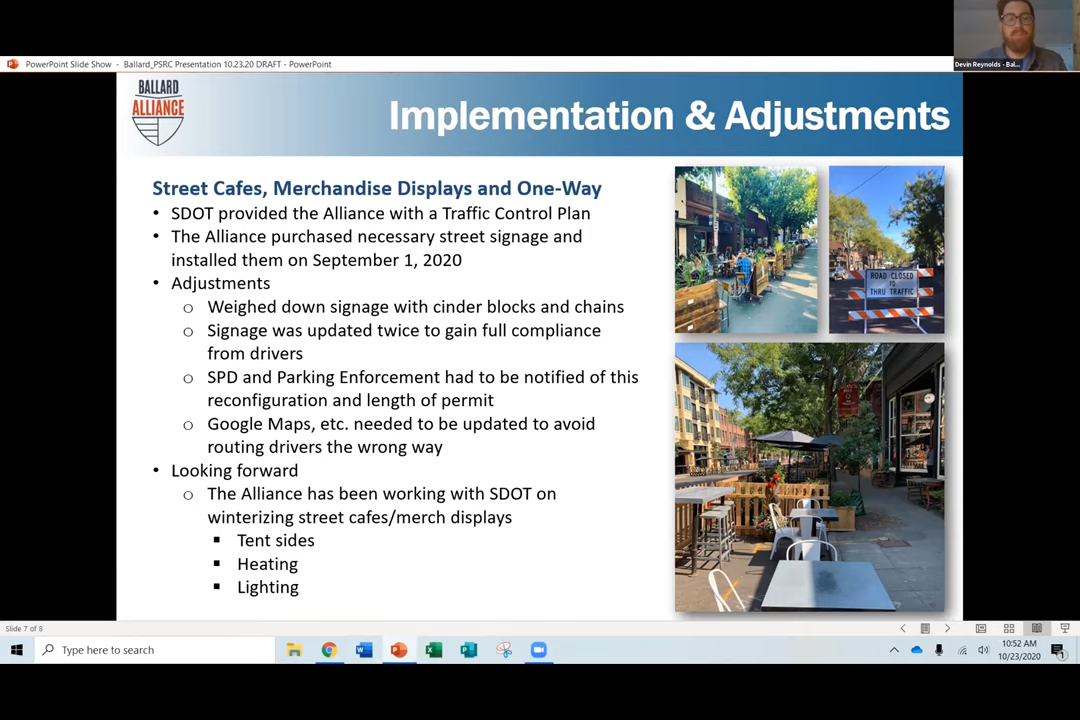 Devin Reynolds - Bal...
PowerPoint Slide Show - Ballard_PSRC Presentation 10.23.20 DRAFT - PowerPoint
BALLARD
ALLIANCE
Implementation & Adjustments
Street Cafes, Merchandise Displays and One-Way
• SDOT provided the Alliance with a Traffic Control Plan
• The Alliance purchased necessary street signage and
installed them on September 1, 2020
• Adjustments
o Weighed down signage with cinder blocks and chains
o Signage was updated twice to gain full compliance
from drivers
o SPD and Parking Enforcement had to be notified of this
reconfiguration and length of permit
o Google Maps, etc. needed to be updated to avoid
routing drivers the wrong way
• Looking forward
o The Alliance has been working with SDOT on
winterizing street cafes/merch displays
▪ Tent sides
▪ Heating
▪ Lighting
ROAD CLOSED
TO
THRU TRAFFIC
Slide 7 of 8
Type here to search
10:52 AM
10/23/2020
1